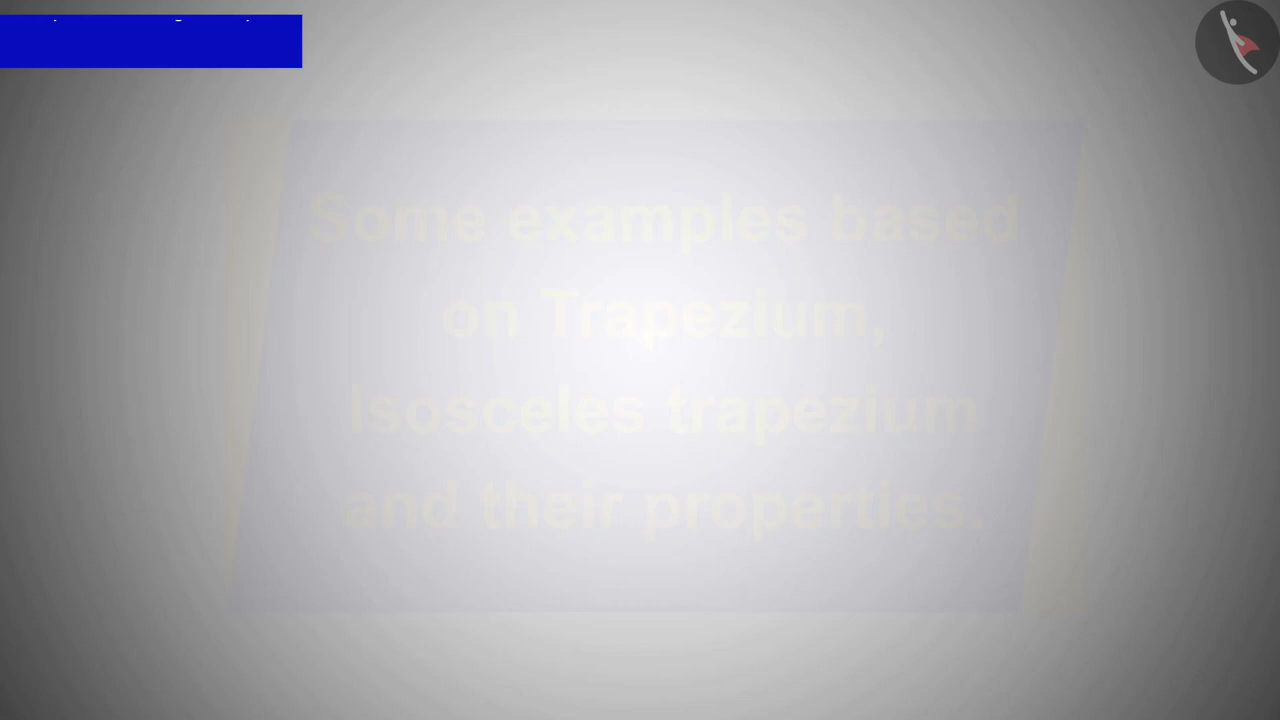 Some examples based
on Trapezium,
Isosceles trapezium
and their properties.